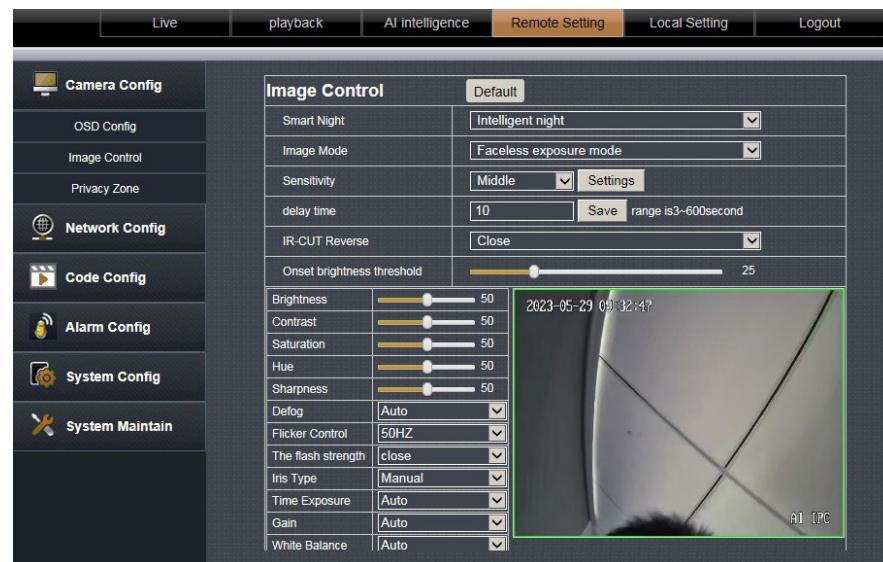 Live playback AI intelligence Remote Setting Local Setting Logout
Camera Config
OSD Config
Image Control
Privacy Zone
Network Config
Code Config
Alarm Config
System Config
System Maintain
Image Control Default
Smart Night Intelligent night
Image Mode Faceless exposure mode
Sensitivity Middle Settings
delay time 10 Save range is3~600second
IR-CUT Reverse Close
Onset brightness threshold 25
Brightness 50
Contrast 50
Saturation 50
Hue 50
Sharpness 50
Defog Auto
Flicker Control 50HZ
The flash strength close
Iris Type Manual
Time Exposure Auto
Gain Auto
White Balance Auto
2023-05-29 09:32:47
AI IPC